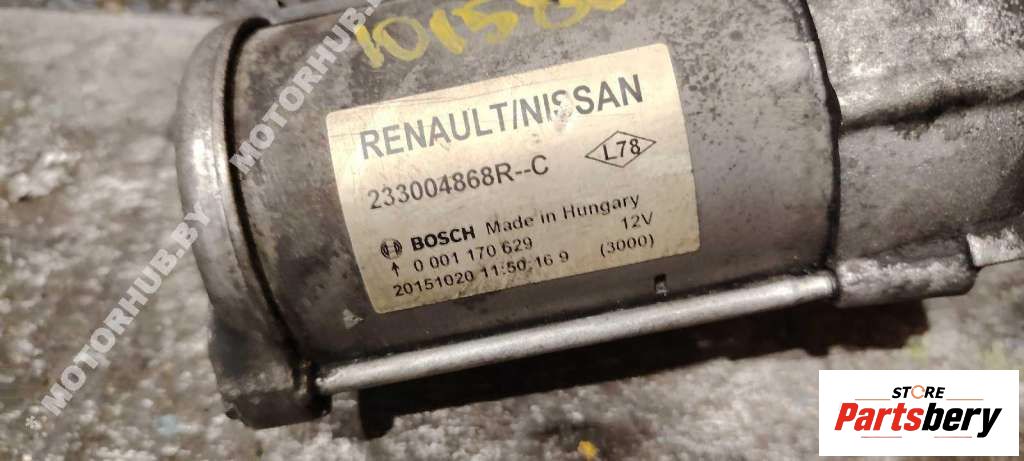 RENAULT/NISSAN
233004868R--C
L78
BOSCH Made in Hungary
0 001 170 629
12V
20151020 11:50 16 9
(3000)
* MOTORHUB.BY
MOTORHUB.BY
STORE
Partsbery